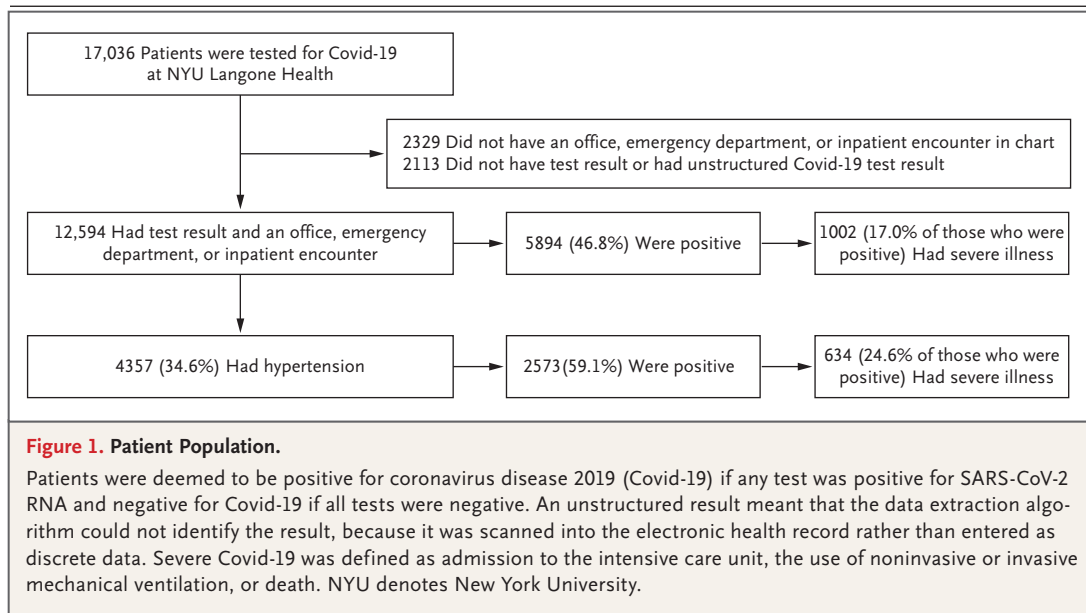 17,036 Patients were tested for Covid-19
at NYU Langone Health
2329 Did not have an office, emergency department, or inpatient encounter in chart
2113 Did not have test result or had unstructured Covid-19 test result
12,594 Had test result and an office, emergency
department, or inpatient encounter
5894 (46.8%) Were positive
1002 (17.0% of those who were
positive) Had severe illness
4357 (34.6%) Had hypertension
2573(59.1%) Were positive
634 (24.6% of those who were
positive) Had severe illness
Figure 1. Patient Population.
Patients were deemed to be positive for coronavirus disease 2019 (Covid-19) if any test was positive for SARS-CoV-2
RNA and negative for Covid-19 if all tests were negative. An unstructured result meant that the data extraction algo-
rithm could not identify the result, because it was scanned into the electronic health record rather than entered as
discrete data. Severe Covid-19 was defined as admission to the intensive care unit, the use of noninvasive or invasive
mechanical ventilation, or death. NYU denotes New York University.